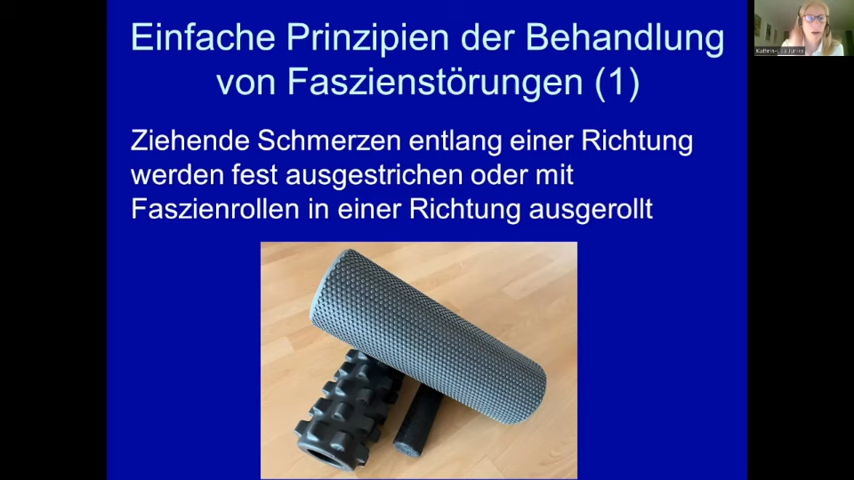 Einfache Prinzipien der Behandlung
von Faszienstörungen (1)
Ziehende Schmerzen entlang einer Richtung
werden fest ausgestrichen oder mit
Faszienrollen in einer Richtung ausgerollt